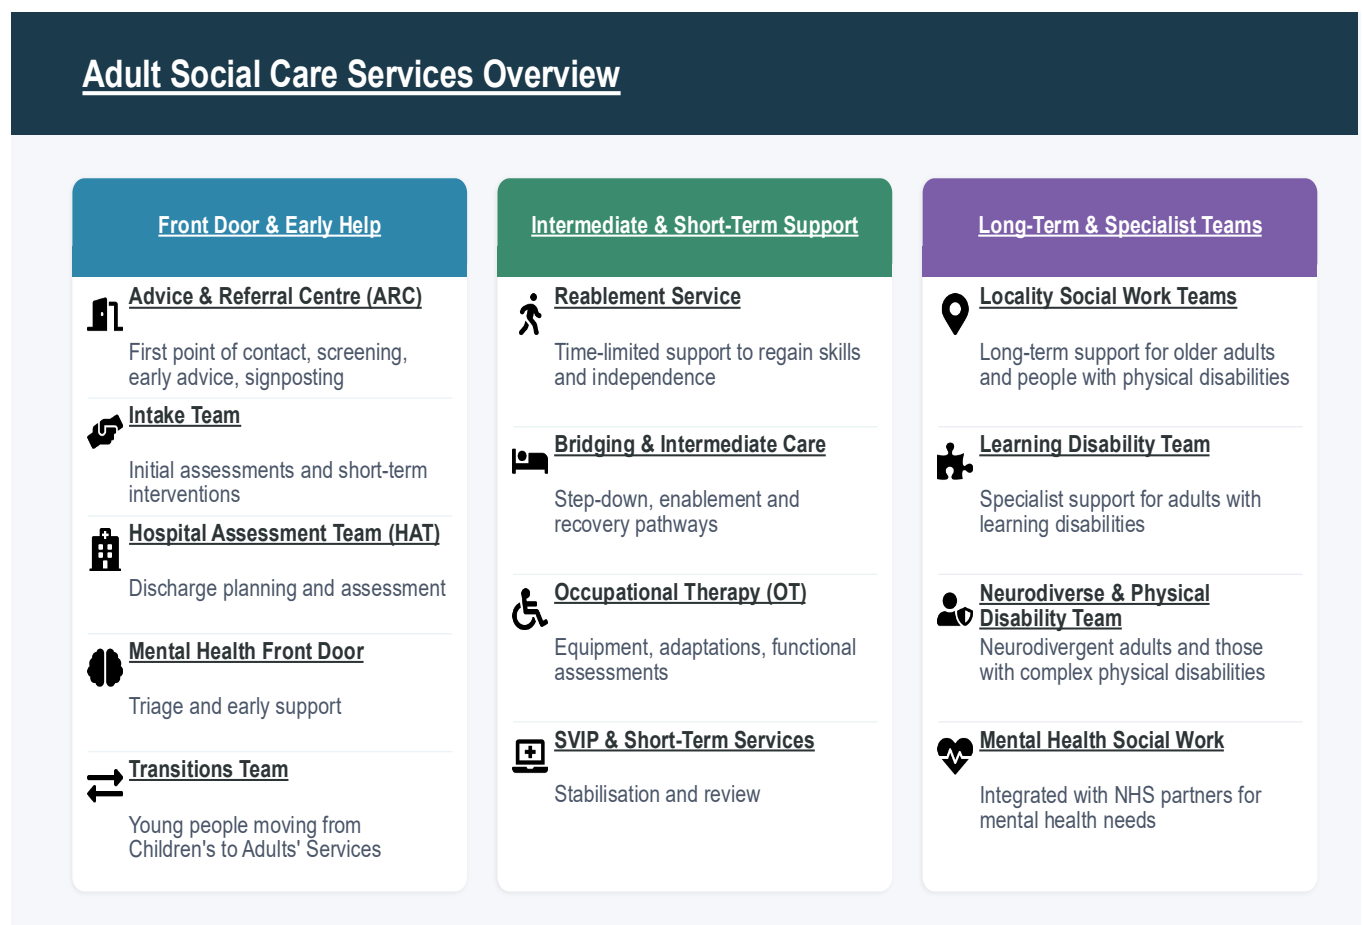 Adult Social Care Services Overview
Front Door & Early Help
Advice & Referral Centre (ARC)
First point of contact, screening,
early advice, signposting
Intake Team
Initial assessments and short-term
interventions
Hospital Assessment Team (HAT)
Discharge planning and assessment
Mental Health Front Door
Triage and early support
Transitions Team
Young people moving from
Children's to Adults' Services
Intermediate & Short-Term Support
Reablement Service
Time-limited support to regain skills
and independence
Bridging & Intermediate Care
Step-down, enablement and
recovery pathways
Occupational Therapy (OT)
Equipment, adaptations, functional
assessments
SVIP & Short-Term Services
Stabilisation and review
Long-Term & Specialist Teams
Locality Social Work Teams
Long-term support for older adults
and people with physical disabilities
Learning Disability Team
Specialist support for adults with
learning disabilities
Neurodiverse & Physical
Disability Team
Neurodivergent adults and those
with complex physical disabilities
Mental Health Social Work
Integrated with NHS partners for
mental health needs